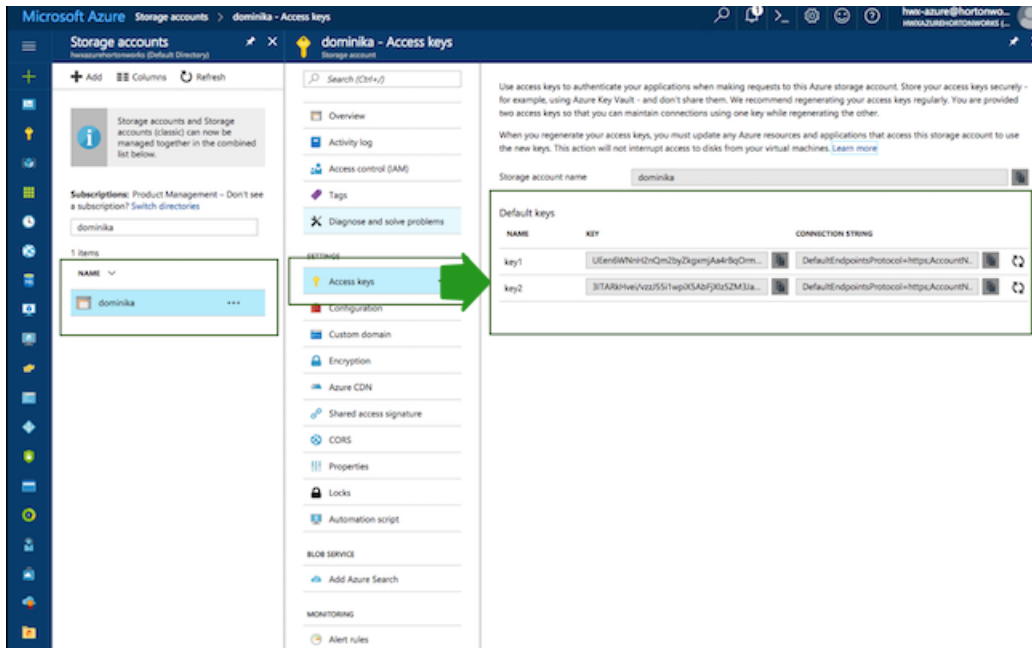 Microsoft Azure Storage accounts > dominika - Access keys
hwx-azure@hortonwo...
HWXAZUREHORTONWORKS (...
Storage accounts
hwxazurehortonworks (Default Directory)
+ Add Columns Refresh
Storage accounts and Storage
accounts (classic) can now be
managed together in the combined
list below.
Subscriptions: Product Management – Don't see
a subscription? Switch directories
dominika
1 items
NAME
dominika ...
dominika - Access keys
Storage account
Search (Ctrl+/)
Overview
Activity log
Access control (IAM)
Tags
Diagnose and solve problems
SETTINGS
Access keys
Configuration
Custom domain
Encryption
Azure CDN
Shared access signature
CORS
Properties
Locks
Automation script
BLOB SERVICE
Add Azure Search
MONITORING
Alert rules
Use access keys to authenticate your applications when making requests to this Azure storage account. Store your access keys securely -
for example, using Azure Key Vault - and don't share them. We recommend regenerating your access keys regularly. You are provided
two access keys so that you can maintain connections using one key while regenerating the other.
When you regenerate your access keys, you must update any Azure resources and applications that access this storage account to use
the new keys. This action will not interrupt access to disks from your virtual machines. Learn more
Storage account name dominika
Default keys
NAME KEY CONNECTION STRING
key1 DefaultEndpointsProtocol=https;AccountN..
key2 DefaultEndpointsProtocol=https;AccountN..